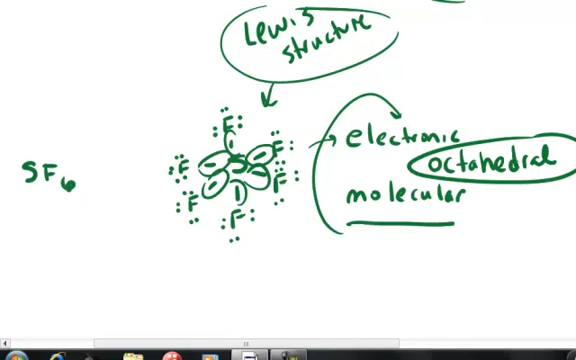 Lewis
structure
F
electronic
F S F
octahedral
SF6
F F
molecular
F